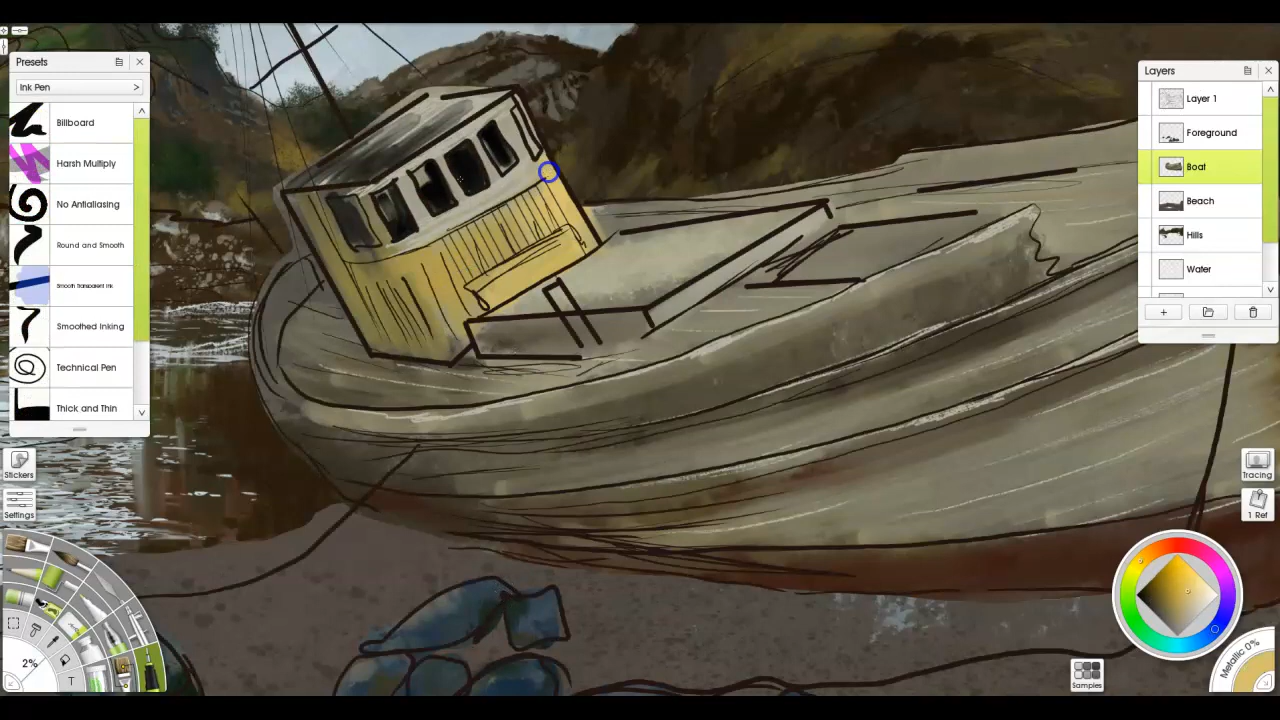 Presets
Ink Pen >
Billboard
Harsh Multiply
No Antialiasing
Round and Smooth
Smooth Transparent Ink
Smoothed Inking
Technical Pen
Thick and Thin
Stickers
Settings
2%
T
Layers
Layer 1
Foreground
Boat
Beach
Hills
Water
Tracing
1 Ref
Samples
Metallic 0%